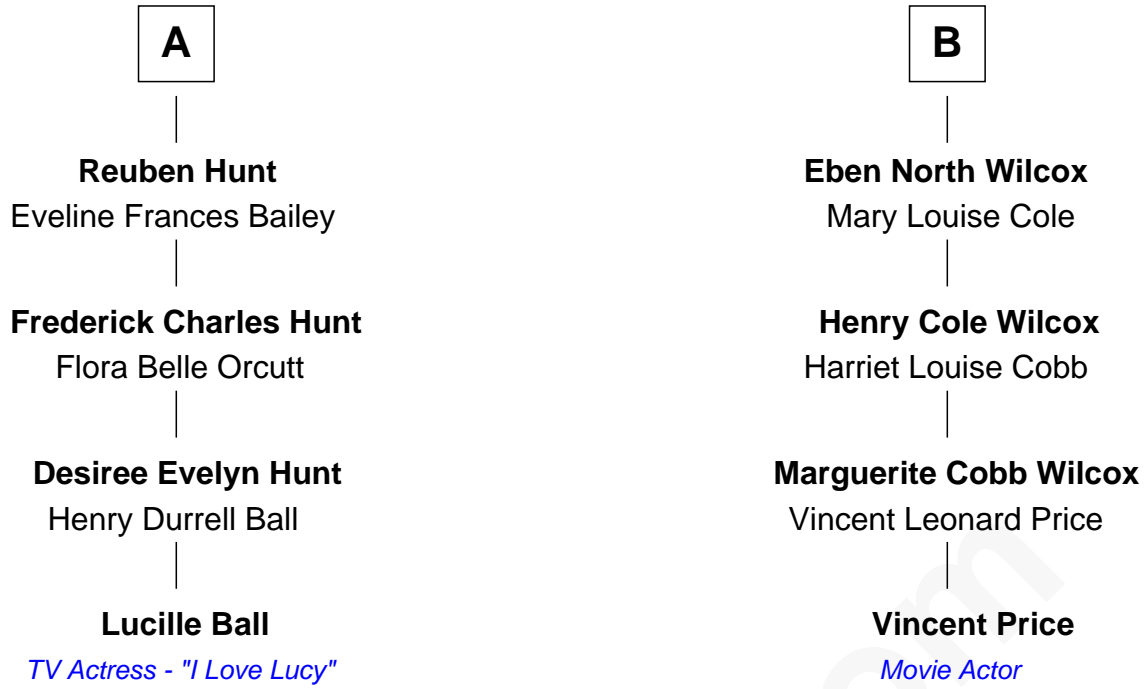 A
Reuben Hunt
Eveline Frances Bailey
Frederick Charles Hunt
Flora Belle Orcutt
Desiree Evelyn Hunt
Henry Durrell Ball
Lucille Ball
TV Actress - "I Love Lucy"
B
Eben North Wilcox
Mary Louise Cole
Henry Cole Wilcox
Harriet Louise Cobb
Marguerite Cobb Wilcox
Vincent Leonard Price
Vincent Price
Movie Actor